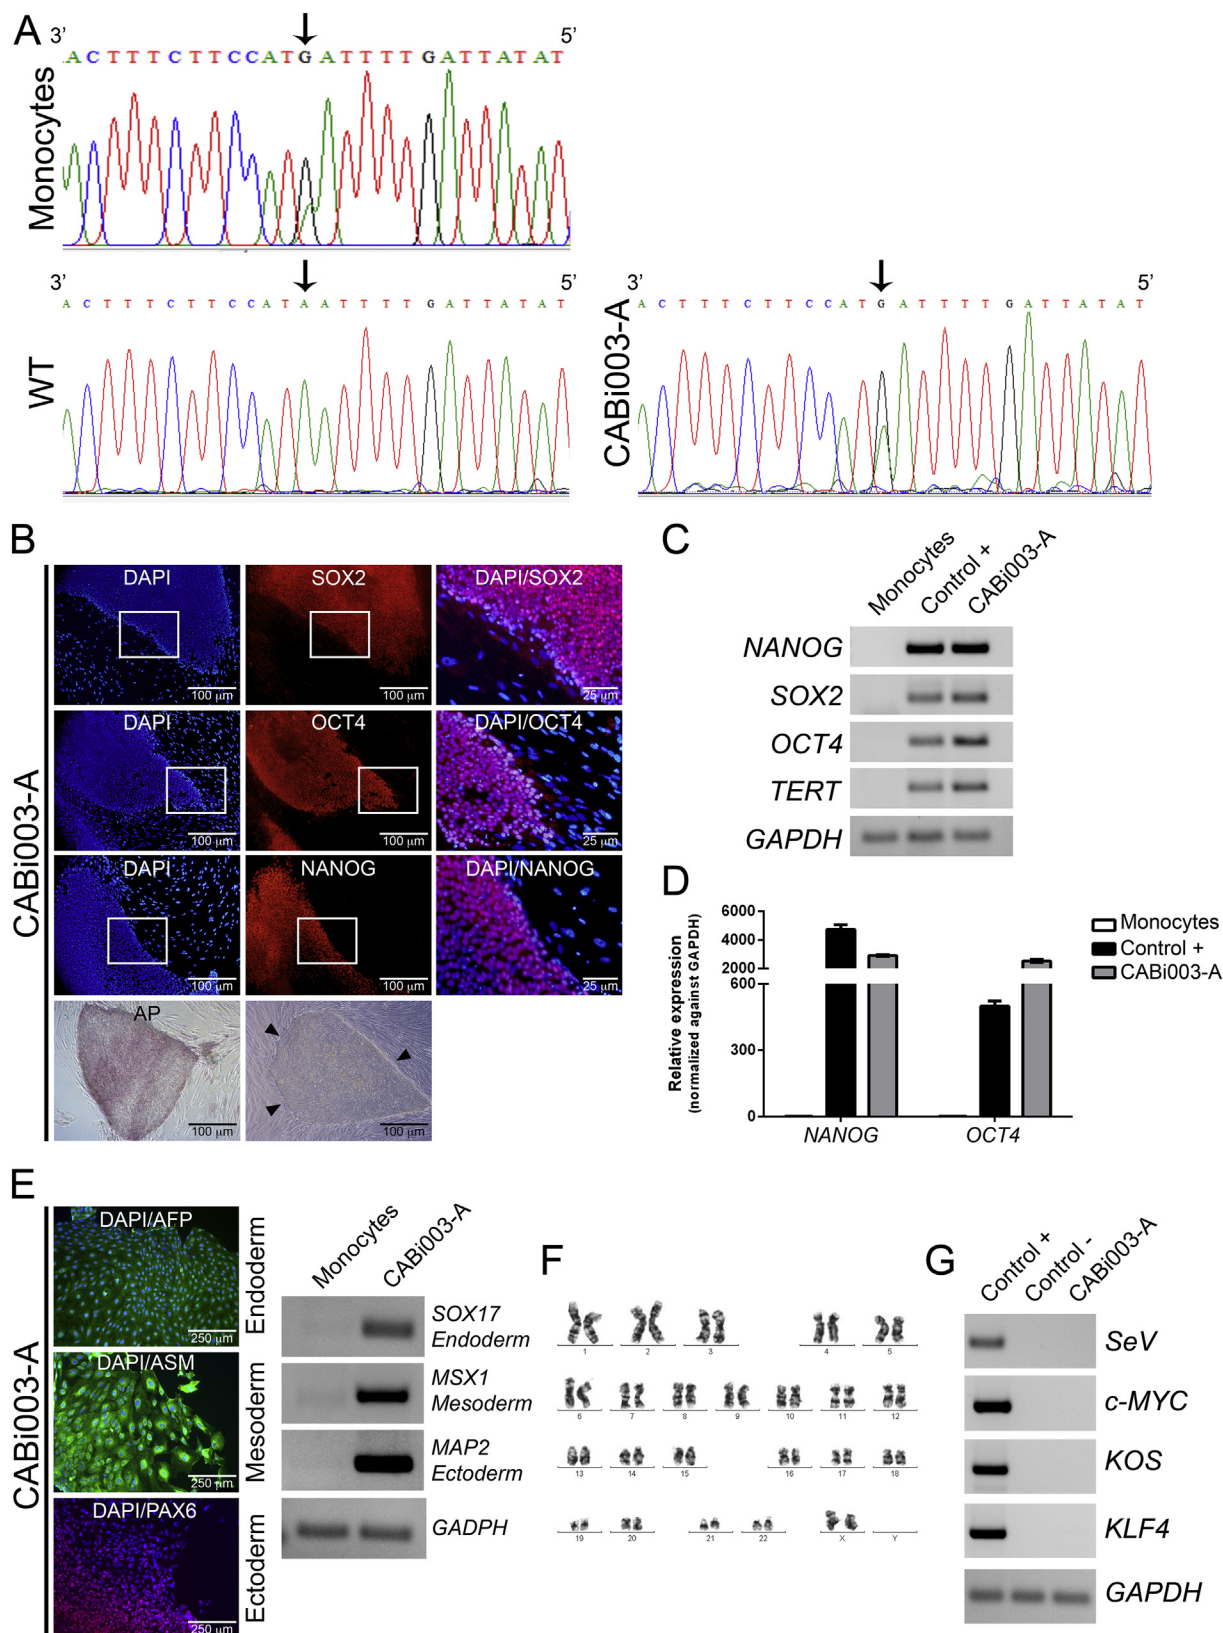 A
3’ 5’
ACTTTCTTCCATGATTTTGATTATAT
Monocytes
3’ 5’
ACTTTCTTCCATAATTTTGATTATAT
WT
3’ 5’
ACTTTCTTCCATGATTTTGATTATAT
CABi003-A
B
CABi003-A
DAPI SOX2 DAPI/SOX2
100 µm 100 µm 25 µm
DAPI OCT4 DAPI/OCT4
100 µm 100 µm 25 µm
DAPI NANOG DAPI/NANOG
100 µm 100 µm 25 µm
AP
100 µm 100 µm
C
Monocytes Control + CABi003-A
NANOG
SOX2
OCT4
TERT
GAPDH
D
Relative expression
(normalized against GAPDH)
6000
4000
2000
600
300
0
NANOG OCT4
Monocytes
Control +
CABi003-A
E
CABi003-A
DAPI/AFP
250 µm
Endoderm
DAPI/ASM
250 µm
Mesoderm
DAPI/PAX6
250 µm
Ectoderm
Monocytes CABi003-A
SOX17
Endoderm
MSX1
Mesoderm
MAP2
Ectoderm
GADPH
F
1 2 3 4 5
6 7 8 9 10 11 12
13 14 15 16 17 18
19 20 21 22 X Y
G
Control + Control - CABi003-A
SeV
c-MYC
KOS
KLF4
GAPDH